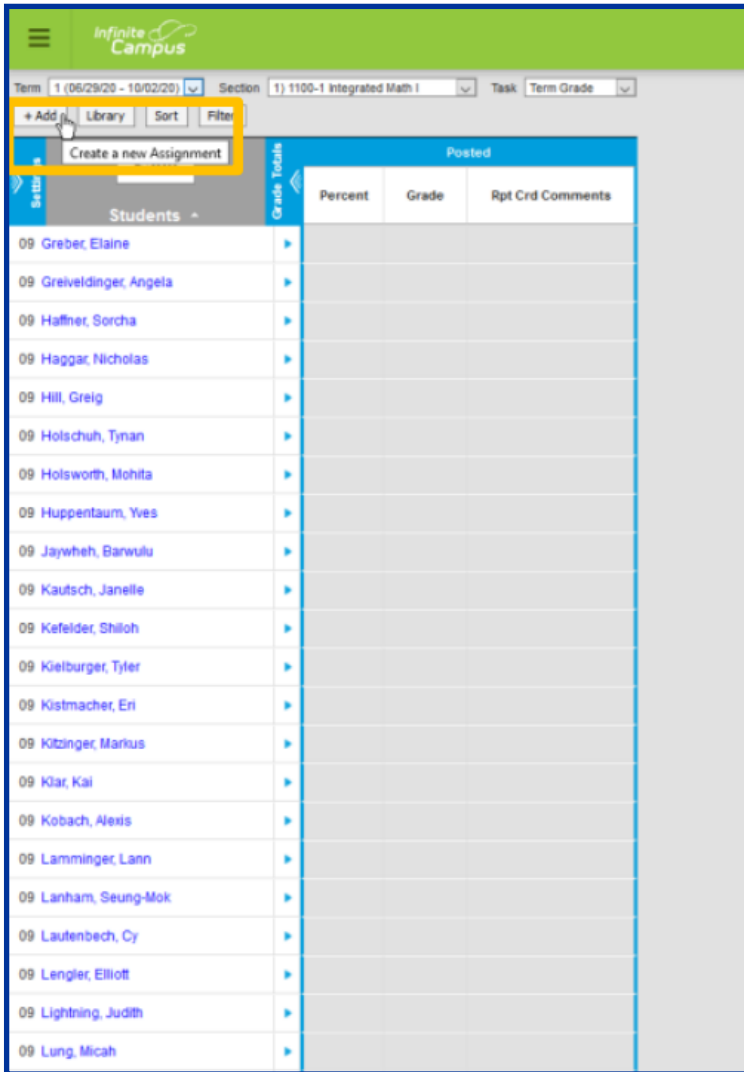 Infinite
Campus
Term 1 (06/29/20 - 10/02/20) Section 1) 1100-1 Integrated Math I Task Term Grade
+ Add Library Sort Filter
Create a new Assignment
Settings
Students
Grade Totals
Posted
Percent Grade Rpt Crd Comments
09 Greber, Elaine
09 Greiveldinger, Angela
09 Haffner, Sorcha
09 Haggar, Nicholas
09 Hill, Greig
09 Holschuh, Tynan
09 Holsworth, Mohita
09 Huppentaum, Yves
09 Jaywheh, Barwulu
09 Kautsch, Janelle
09 Kefelder, Shiloh
09 Kielburger, Tyler
09 Kistmacher, Eri
09 Kitzinger, Markus
09 Klar, Kai
09 Kobach, Alexis
09 Lamminger, Lann
09 Lanham, Seung-Mok
09 Lautenbech, Cy
09 Lengler, Elliott
09 Lightning, Judith
09 Lung, Micah